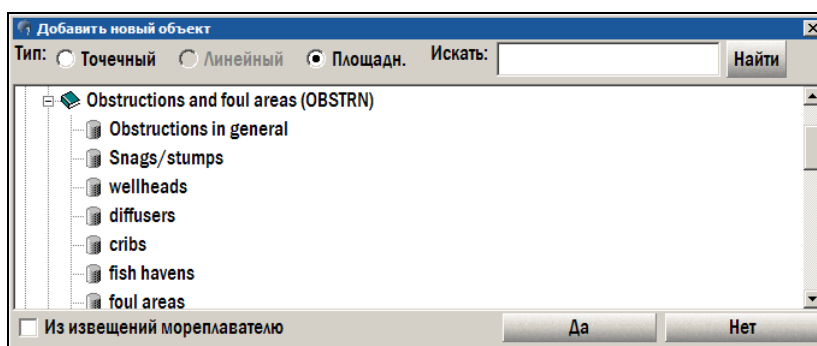 Добавить новый объект
Тип: Точечный Линейный Площадн. Искать: Найти
Obstructions and foul areas (OBSTRN)
Obstructions in general
Snags/stumps
wellheads
diffusers
cribs
fish havens
foul areas
Из извещений мореплавателю Да Нет